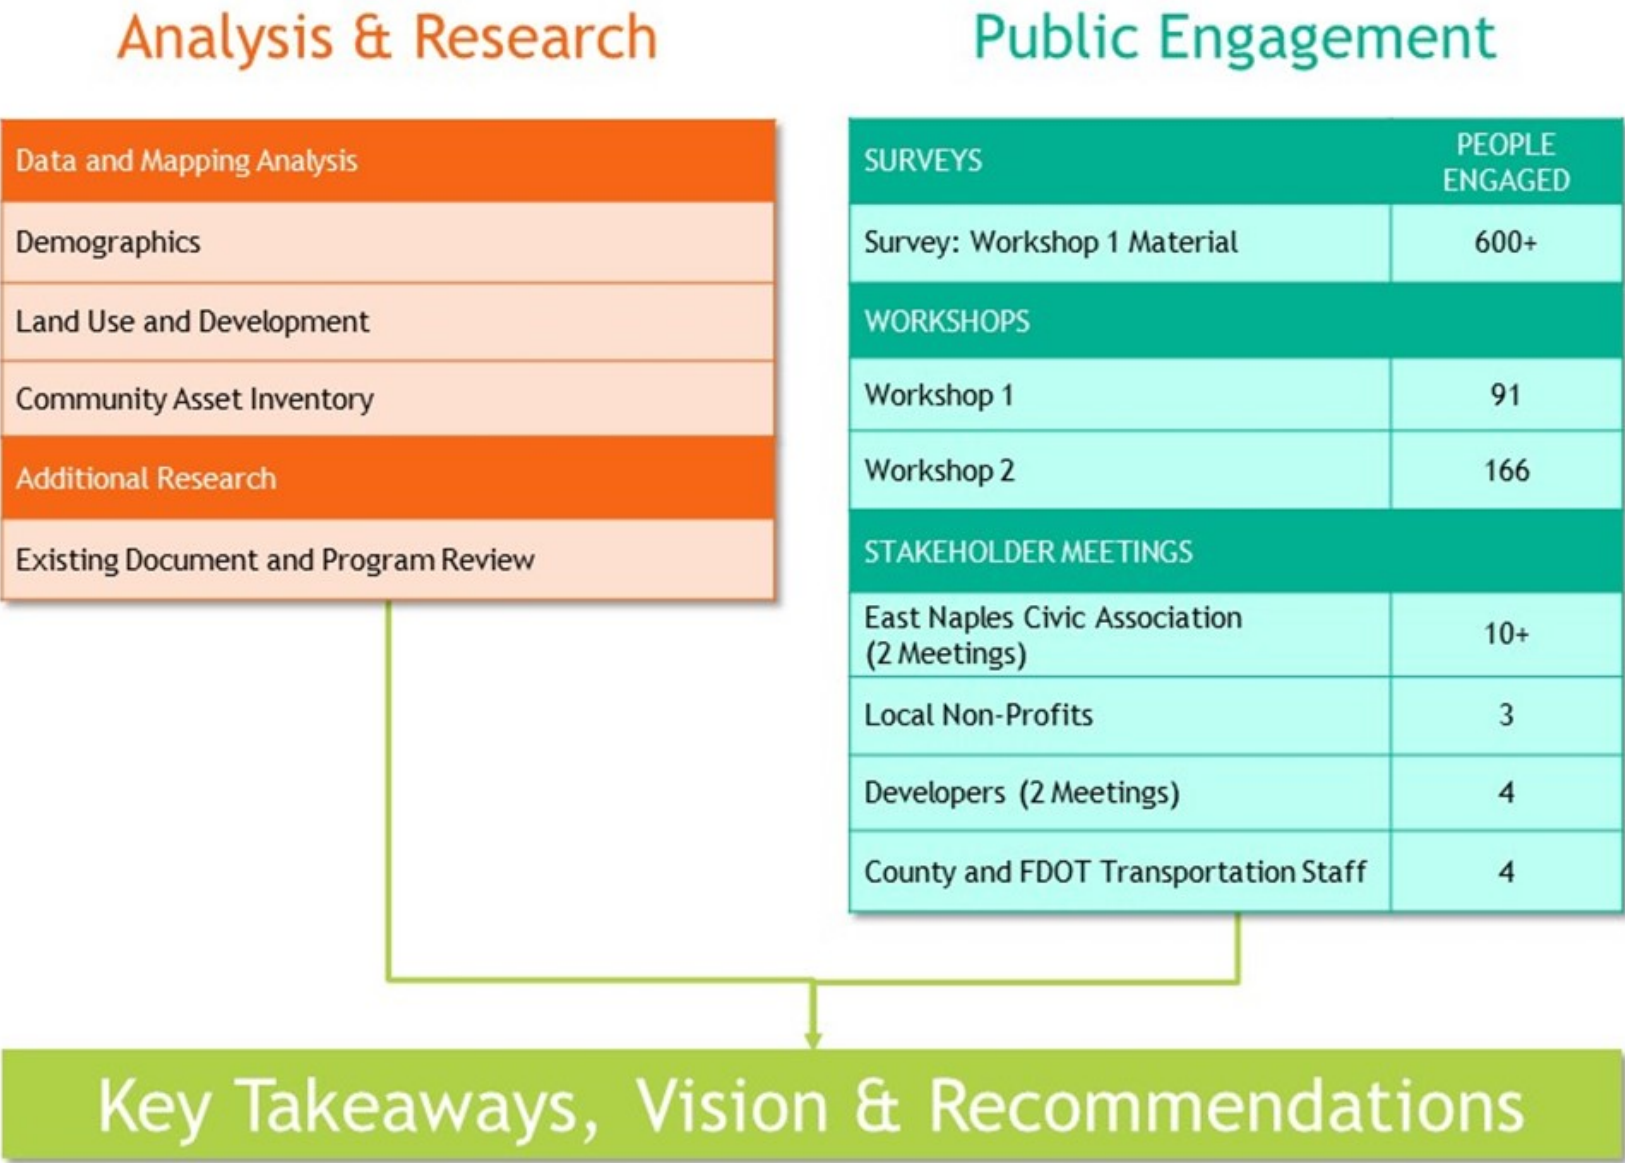 Analysis & Research
Data and Mapping Analysis
Demographics
Land Use and Development
Community Asset Inventory
Additional Research
Existing Document and Program Review
Public Engagement
SURVEYS
PEOPLE
ENGAGED
Survey: Workshop 1 Material
600+
WORKSHOPS
Workshop 1
91
Workshop 2
166
STAKEHOLDER MEETINGS
East Naples Civic Association
(2 Meetings)
10+
Local Non-Profits
3
Developers (2 Meetings)
4
County and FDOT Transportation Staff
4
Key Takeaways, Vision & Recommendations